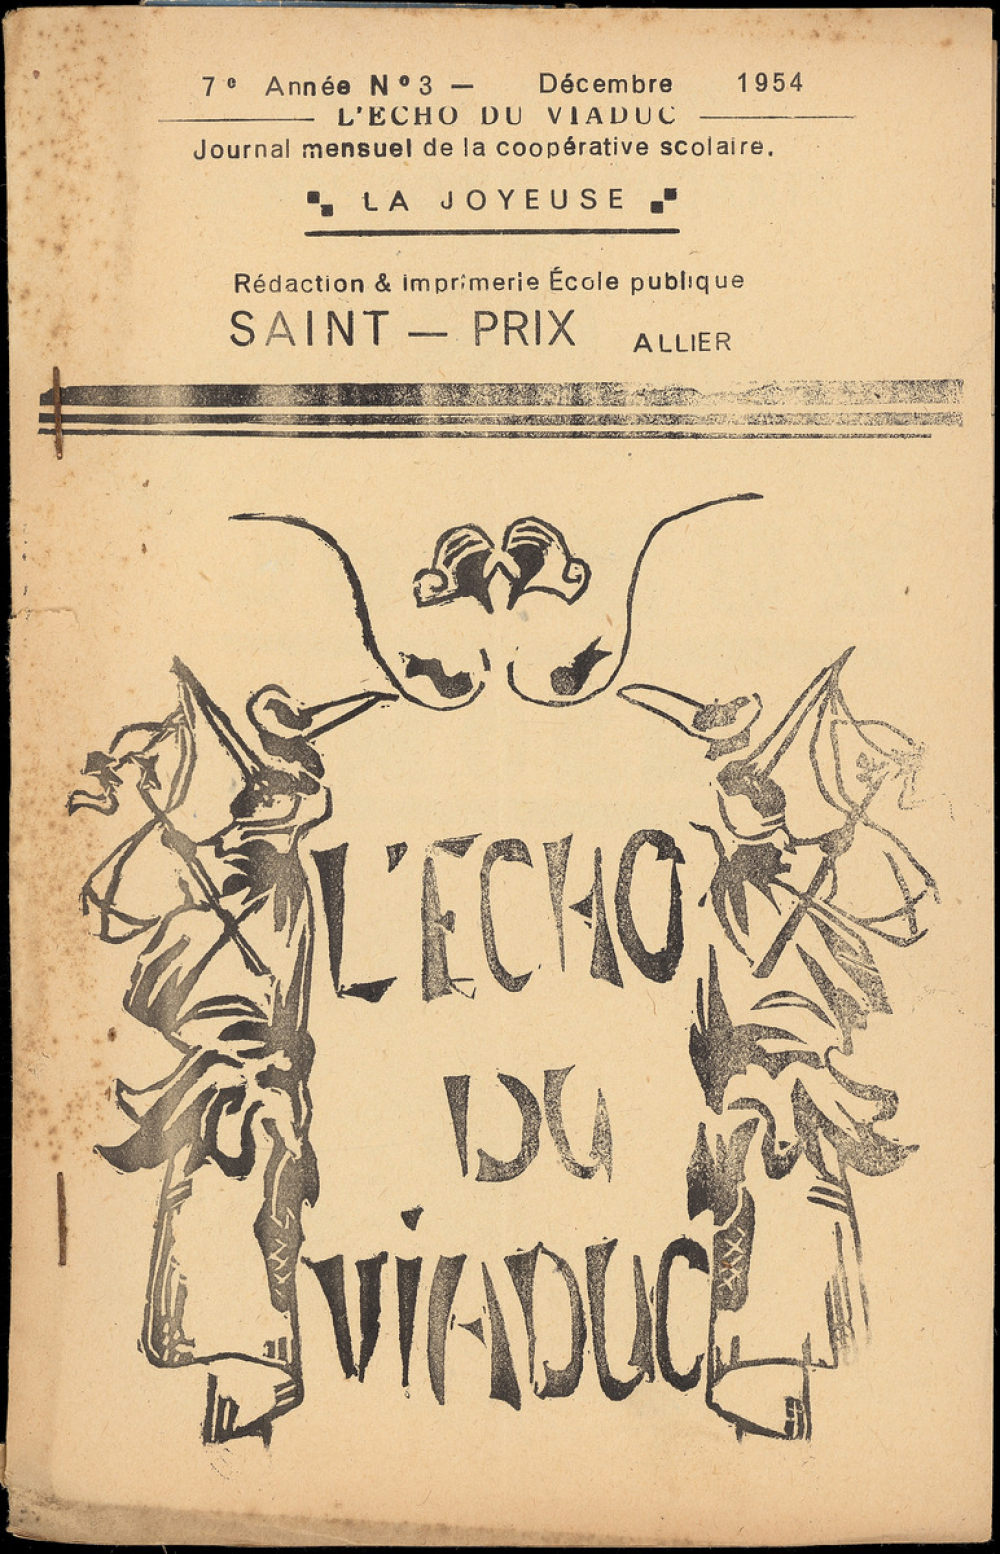 7e Année N°3 — Décembre 1954
L'ECHO DU VIADUC
Journal mensuel de la coopérative scolaire.
LA JOYEUSE
Rédaction & imprimerie École publique
SAINT — PRIX ALLIER
L'ECHO
DU
ViADUC